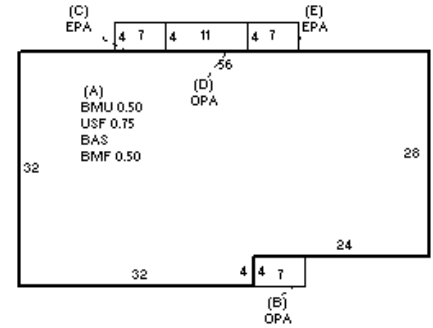 (C)
EPA
(E)
EPA
4 7 4 11 4 7
56
(D)
OPA
(A)
BMU 0.50
USF 0.75
BAS
BMF 0.50
32
28
24
32
4 4 7
(B)
OPA